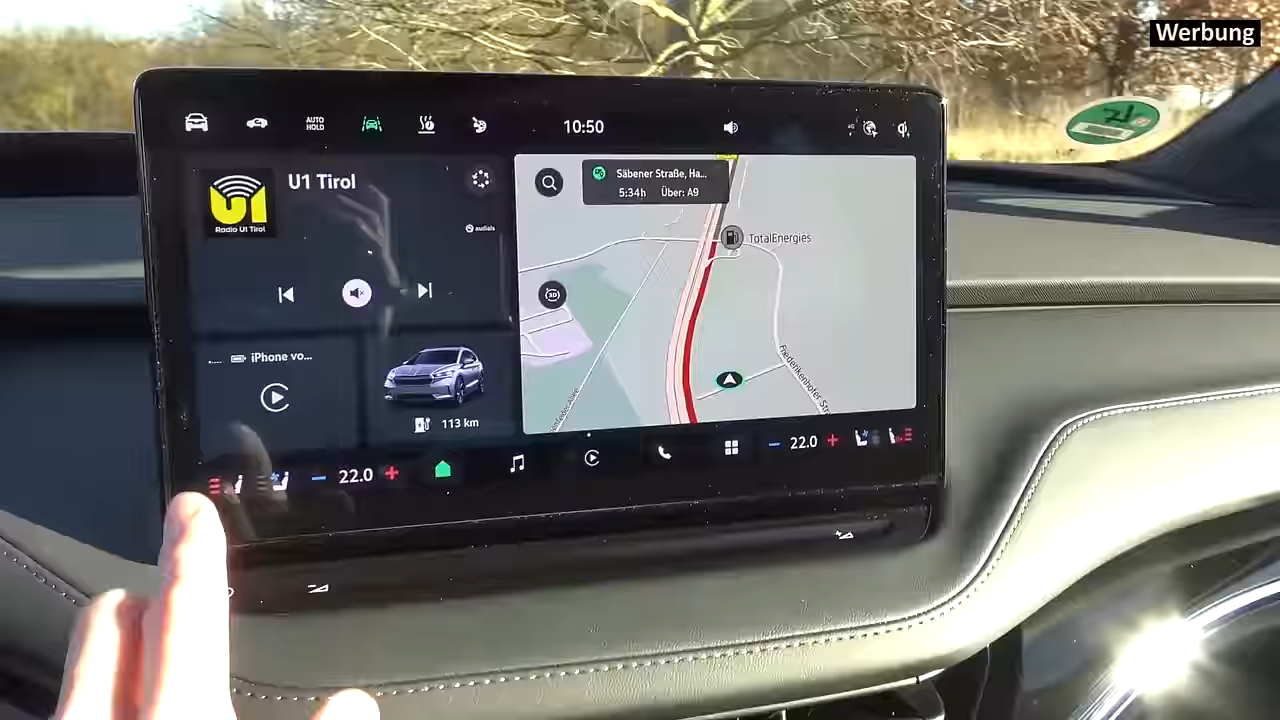 Werbung
AUTO
HOLD
10:50
U1 Tirol
U1
Radio U1 Tirol
audials
Säbener Straße, Ha...
5:34h Über: A9
TotalEnergies
3D
iPhone vo...
113 km
22.0
22.0